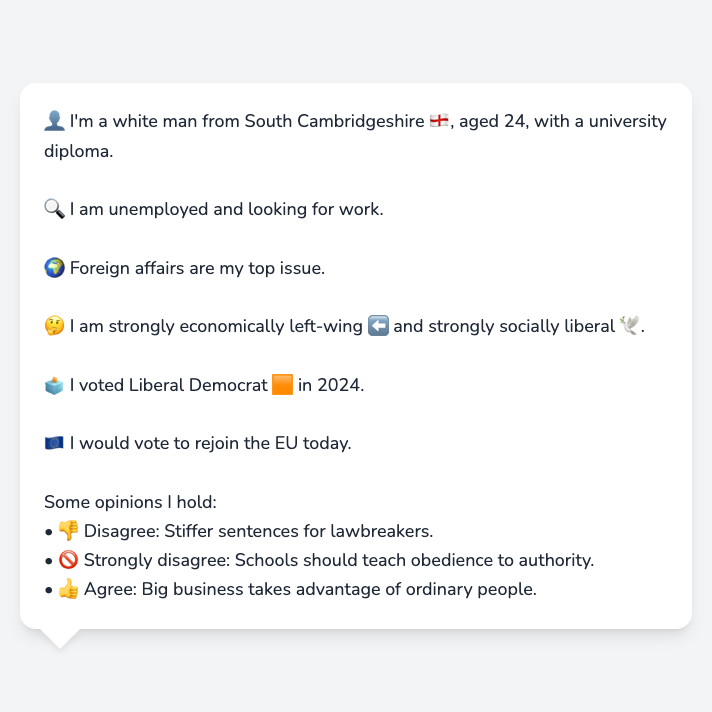 👤 I'm a white man from South Cambridgeshire 🏴󠁧󠁢󠁥󠁮󠁧󠁿, aged 24, with a university
diploma.
🔍 I am unemployed and looking for work.
🌍 Foreign affairs are my top issue.
🤔 I am strongly economically left-wing ⬅️ and strongly socially liberal 🕊️.
🗳️ I voted Liberal Democrat 🟧 in 2024.
🇪🇺 I would vote to rejoin the EU today.
Some opinions I hold:
• 👎 Disagree: Stiffer sentences for lawbreakers.
• 🚫 Strongly disagree: Schools should teach obedience to authority.
• 👍 Agree: Big business takes advantage of ordinary people.